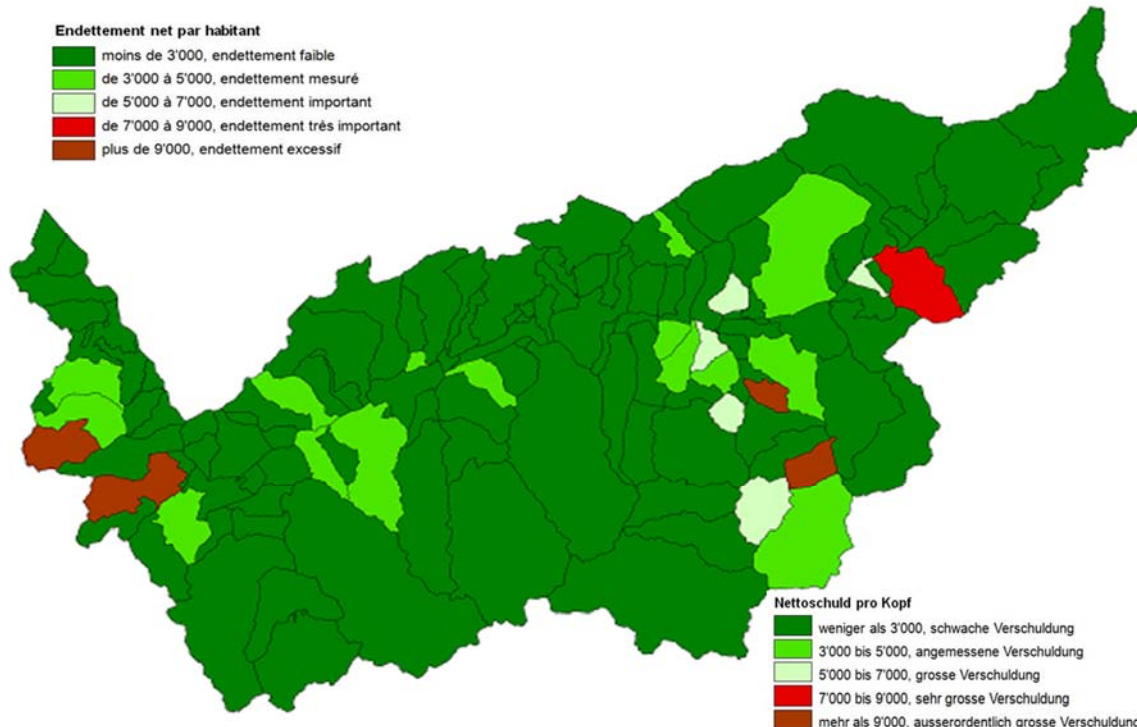 Endettement net par habitant
moins de 3'000, endettement faible
de 3'000 à 5'000, endettement mesuré
de 5'000 à 7'000, endettement important
de 7'000 à 9'000, endettement très important
plus de 9'000, endettement excessif
Nettoschuld pro Kopf
weniger als 3'000, schwache Verschuldung
3'000 bis 5'000, angemessene Verschuldung
5'000 bis 7'000, grosse Verschuldung
7'000 bis 9'000, sehr grosse Verschuldung
mehr als 9'000, ausserordentlich grosse Verschuldung